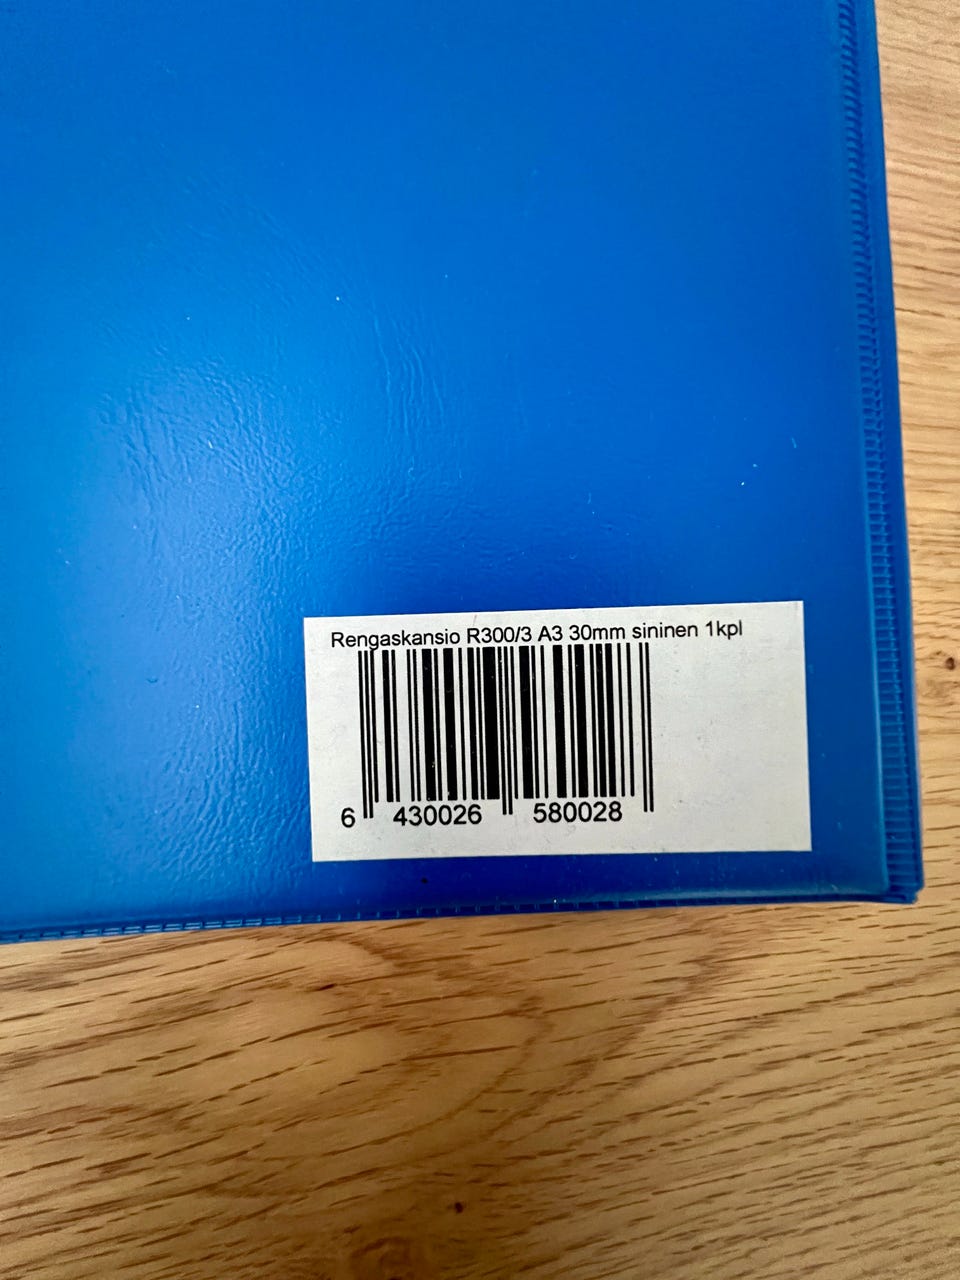 Rengaskansio R300/3 A3 30mm sininen 1kpl
6 430026 580028